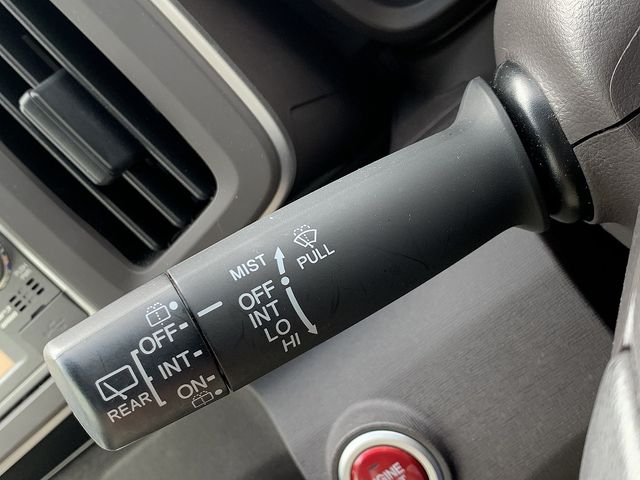 MIST
PULL
OFF
INT
LO
HI
OFF
INT
ON
REAR